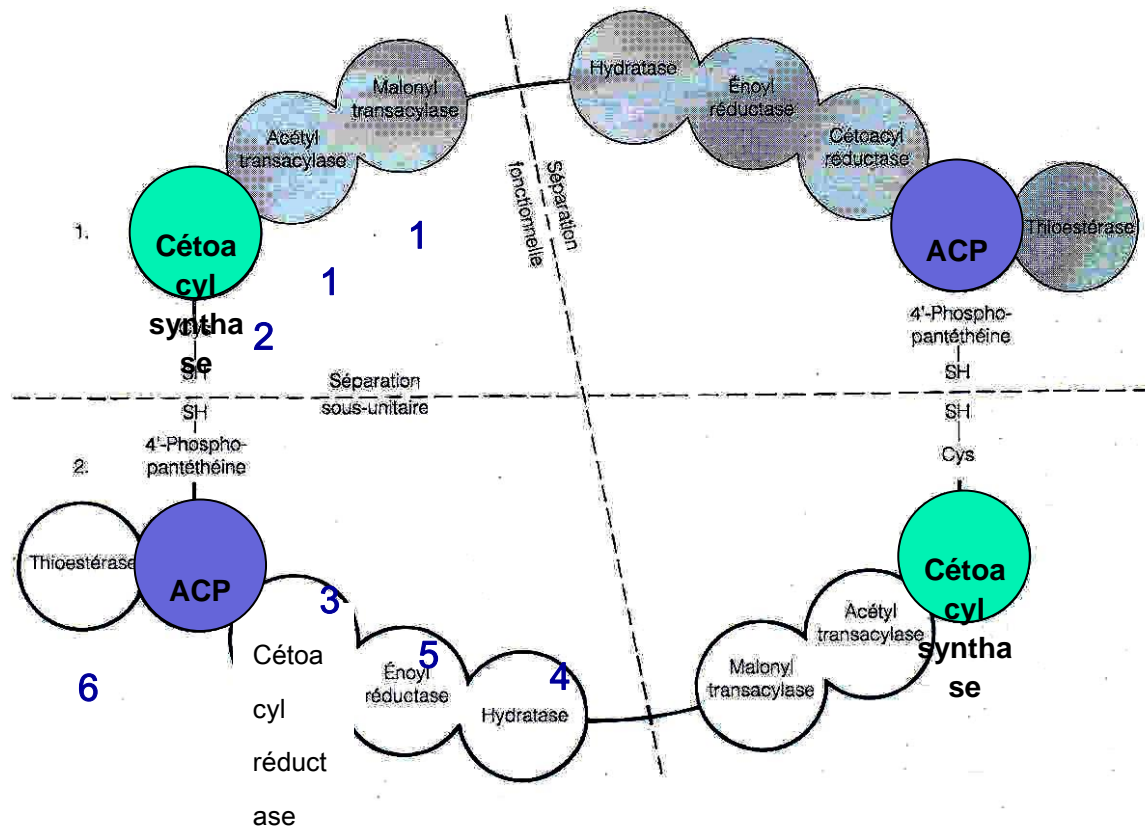 Malonyl
transacylase
Acétyl
transacylase
Hydratase
Énoyl
réductase
Cétoacyl
réductase
1.
Cétoa
cyl
syntha
se
Cys
SH
1
1
2
Séparation
fonctionnelle
ACP
Thioestérase
4'-Phospho-
pantéthéine
SH
Séparation
sous-unitaire
SH
4'-Phospho-
pantéthéine
2.
SH
Cys
Thioestérase
ACP
3
Cétoa
cyl
réduct
ase
6
5
Énoyl
réductase
4
Hydratase
Malonyl
transacylase
Acétyl
transacylase
Cétoa
cyl
syntha
se